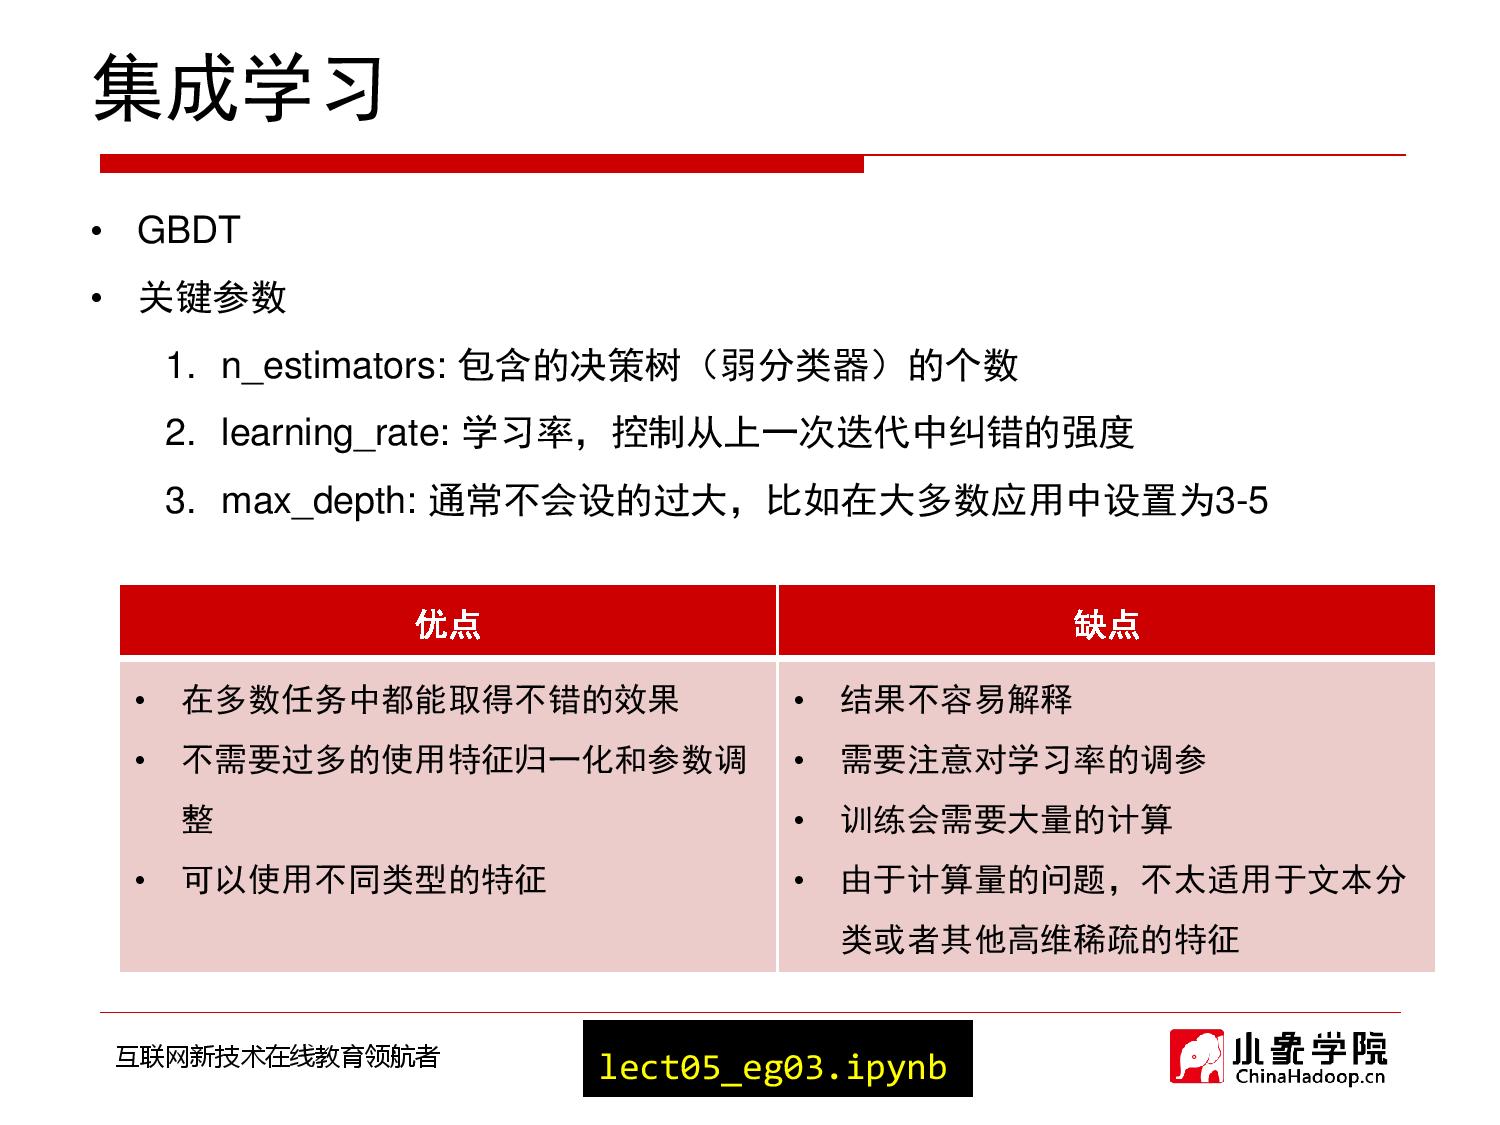 集成学习
• GBDT
• 关键参数
1. n_estimators: 包含的决策树（弱分类器）的个数
2. learning_rate: 学习率，控制从上一次迭代中纠错的强度
3. max_depth: 通常不会设的过大，比如在大多数应用中设置为3-5
优点
• 在多数任务中都能取得不错的效果
• 不需要过多的使用特征归一化和参数调
整
• 可以使用不同类型的特征
缺点
• 结果不容易解释
• 需要注意对学习率的调参
• 训练会需要大量的计算
• 由于计算量的问题，不太适用于文本分
类或者其他高维稀疏的特征
互联网新技术在线教育领航者
lect05_eg03.ipynb
小象学院
ChinaHadoop.cn